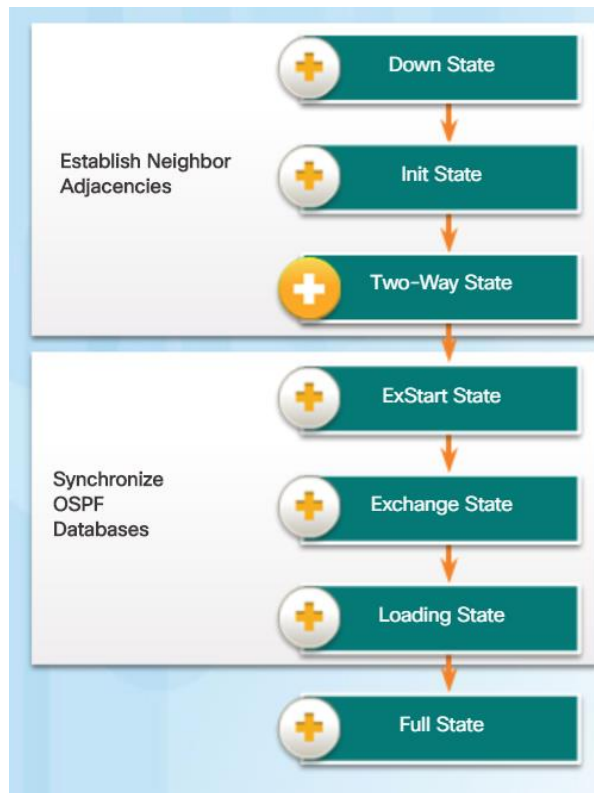 Down State
Establish Neighbor
Adjacencies
Init State
Two-Way State
ExStart State
Synchronize
OSPF
Databases
Exchange State
Loading State
Full State